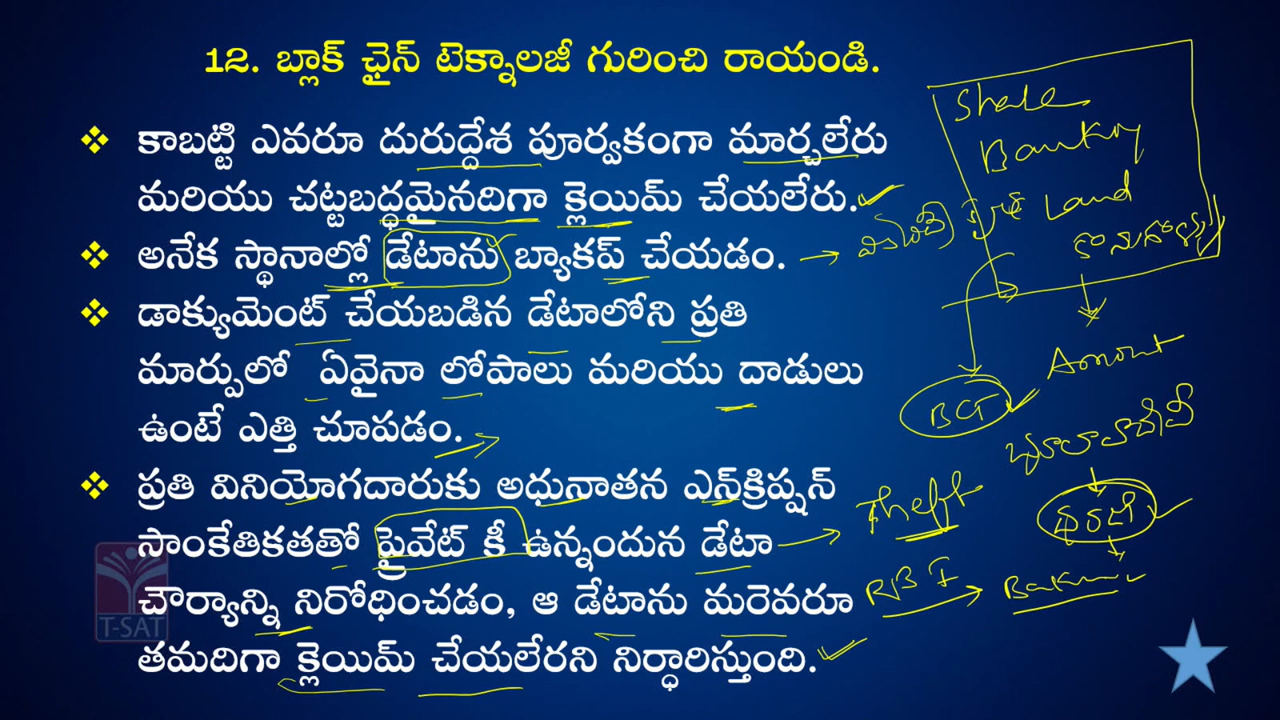 12. బ్లాక్ ఛైన్ టెక్నాలజీ గురించి రాయండి.
❖ కాబట్టి ఎవరూ దురుద్దేశ పూర్వకంగా మార్చలేరు
మరియు చట్టబద్ధమైనదిగా క్లెయిమ్ చేయలేరు.
❖ అనేక స్థానాల్లో డేటాను బ్యాకప్ చేయడం.
❖ డాక్యుమెంట్ చేయబడిన డేటాలోని ప్రతి
మార్పులో ఏవైనా లోపాలు మరియు దాడులు
ఉంటే ఎత్తి చూపడం.
❖ ప్రతి వినియోగదారుకు అధునాతన ఎన్‌క్రిప్షన్
సాంకేతికతతో ప్రైవేట్ కీ ఉన్నందున డేటా
చౌర్యాన్ని నిరోధించడం, ఆ డేటాను మరెవరూ
తమదిగా క్లెయిమ్ చేయలేరని నిర్ధారిస్తుంది.
T-SAT
Land
BCT
Amount
ధరణి
Theft
RBI